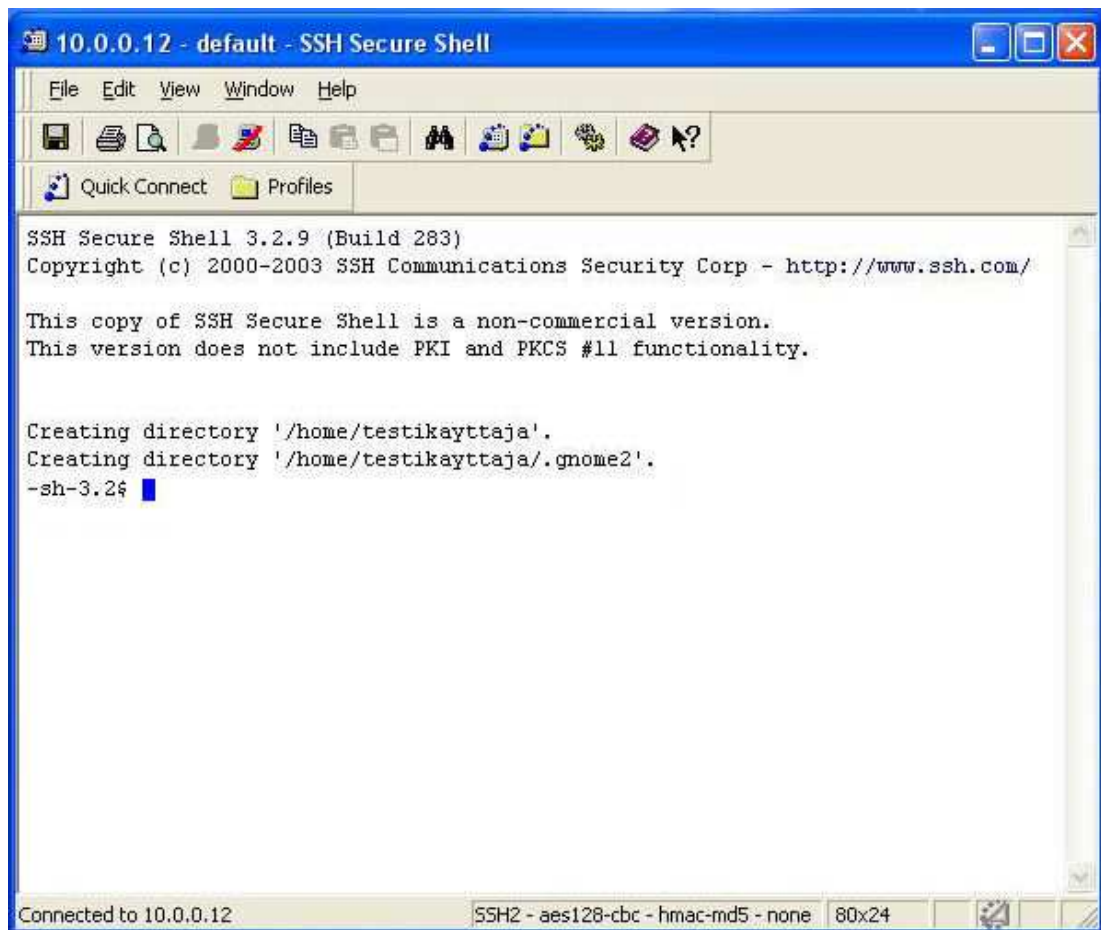 10.0.0.12 - default - SSH Secure Shell
File Edit View Window Help
Quick Connect Profiles
SSH Secure Shell 3.2.9 (Build 283)
Copyright (c) 2000-2003 SSH Communications Security Corp - http://www.ssh.com/
This copy of SSH Secure Shell is a non-commercial version.
This version does not include PKI and PKCS #11 functionality.
Creating directory '/home/testikayttaja'.
Creating directory '/home/testikayttaja/.gnome2'.
-sh-3.2$
Connected to 10.0.0.12 SSH2 - aes128-cbc - hmac-md5 - none 80x24